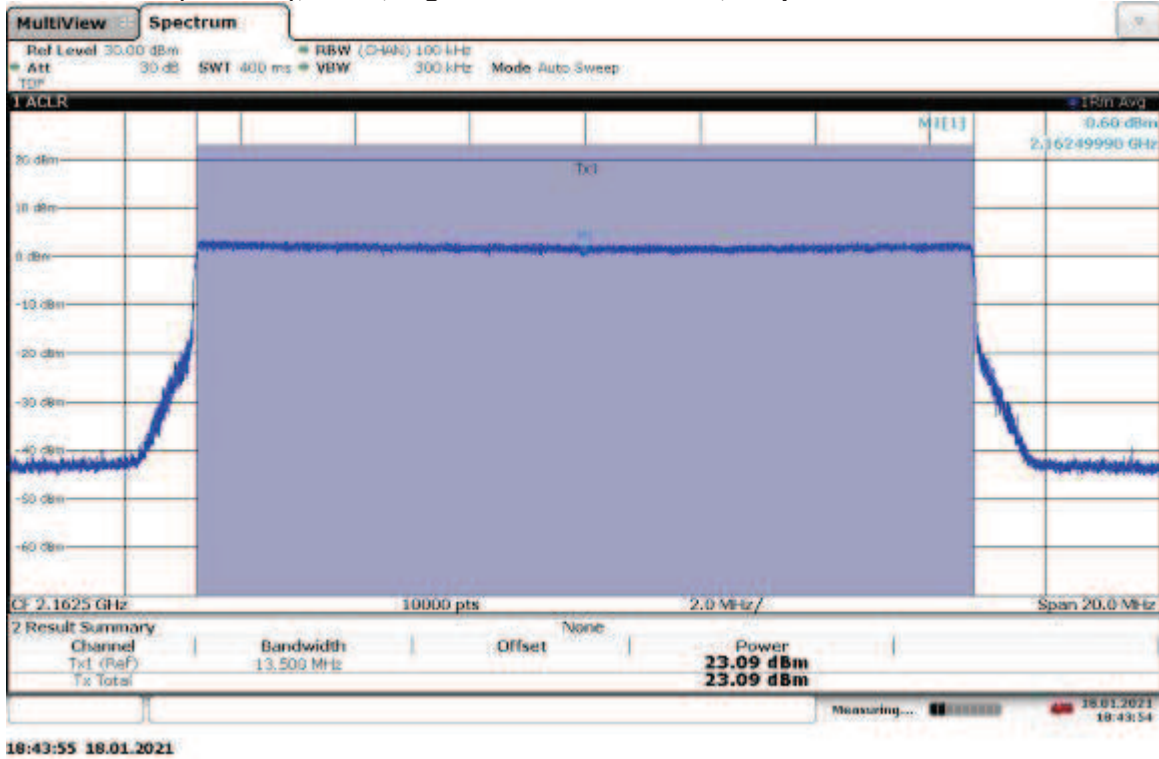 MultiView Spectrum
Ref Level 30.00 dBm RBW (CHAN) 100 kHz
Att 30 dB SWT 400 ms VBW 300 kHz Mode Auto Sweep
TDF
1 ACLR 1Rm Avg
M1[1] 0.60 dBm
2.16249990 GHz
20 dBm
Tx1
10 dBm
0 dBm
-10 dBm
-20 dBm
-30 dBm
-40 dBm
-50 dBm
-60 dBm
CF 2.1625 GHz 10000 pts 2.0 MHz/ Span 20.0 MHz
2 Result Summary None
Channel Bandwidth Offset Power
Tx1 (Ref) 13.500 MHz 23.09 dBm
Tx Total 23.09 dBm
Measuring... 18.01.2021
18:43:54
18:43:55 18.01.2021